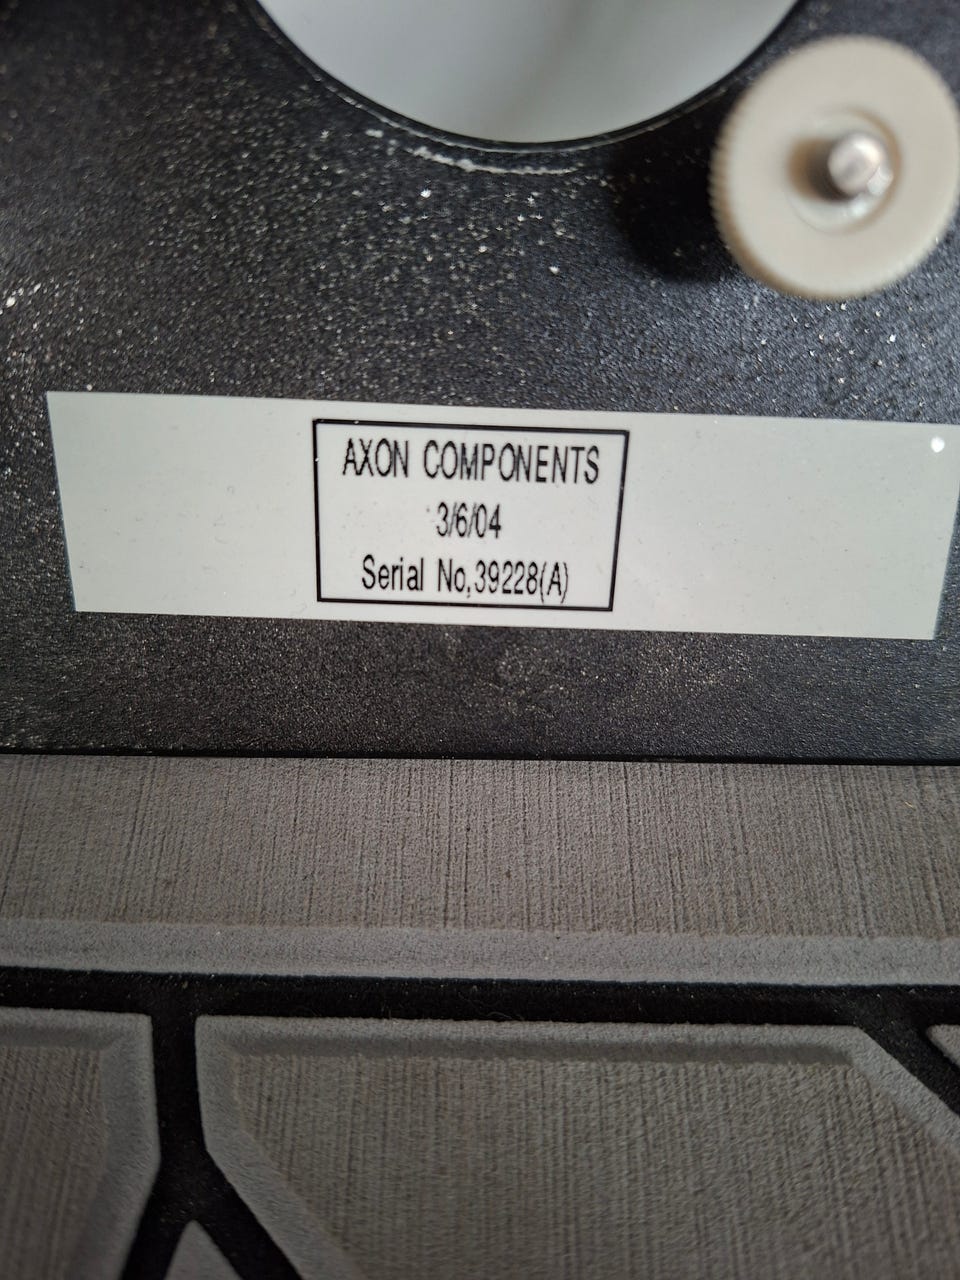 AXON COMPONENTS
3/6/04
Serial No,39228(A)